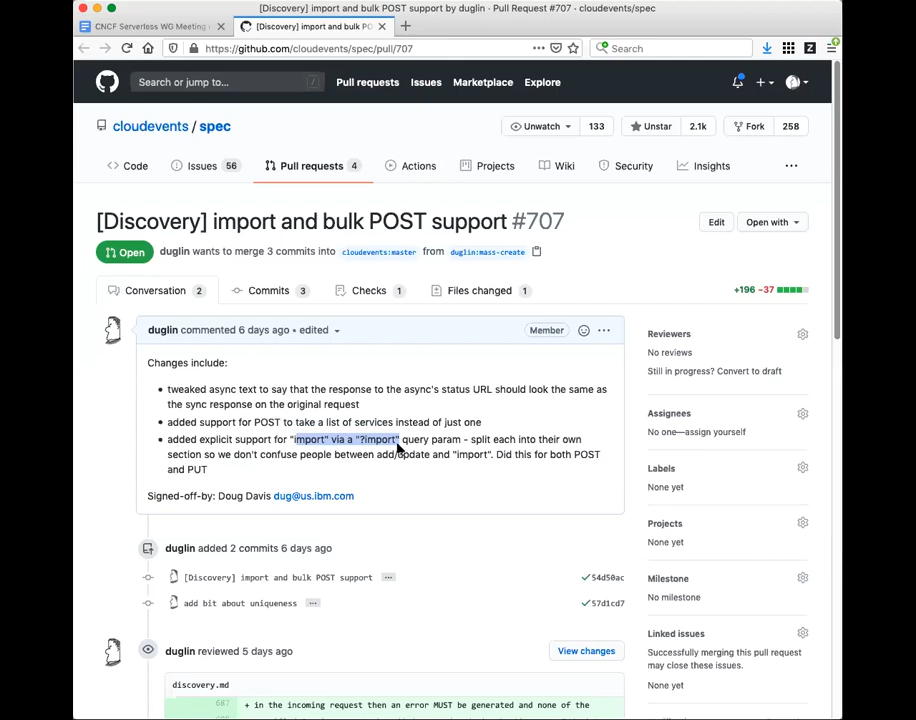 [Discovery] import and bulk POST support by duglin · Pull Request #707 · cloudevents/spec
CNCF Serverless WG Meeting
[Discovery] import and bulk POST
https://github.com/cloudevents/spec/pull/707
Search
Search or jump to...
/
Pull requests
Issues
Marketplace
Explore
cloudevents / spec
Unwatch
133
Unstar
2.1k
Fork
258
Code
Issues 56
Pull requests 4
Actions
Projects
Wiki
Security
Insights
[Discovery] import and bulk POST support #707
Edit
Open with
Open
duglin wants to merge 3 commits into cloudevents:master from duglin:mass-create
Conversation 2
Commits 3
Checks 1
Files changed 1
+196 −37
duglin commented 6 days ago • edited
Member
Changes include:
• tweaked async text to say that the response to the async's status URL should look the same as
the sync response on the original request
• added support for POST to take a list of services instead of just one
• added explicit support for "import" via a "?import" query param - split each into their own
section so we don't confuse people between add/update and "import". Did this for both POST
and PUT
Signed-off-by: Doug Davis dug@us.ibm.com
Reviewers
No reviews
Still in progress? Convert to draft
Assignees
No one—assign yourself
Labels
None yet
Projects
None yet
Milestone
No milestone
Linked issues
Successfully merging this pull request
may close these issues.
None yet
duglin added 2 commits 6 days ago
[Discovery] import and bulk POST support
54d50ac
add bit about uniqueness
57d1cd7
duglin reviewed 5 days ago
View changes
discovery.md
687 + in the incoming request then an error MUST be generated and none of the